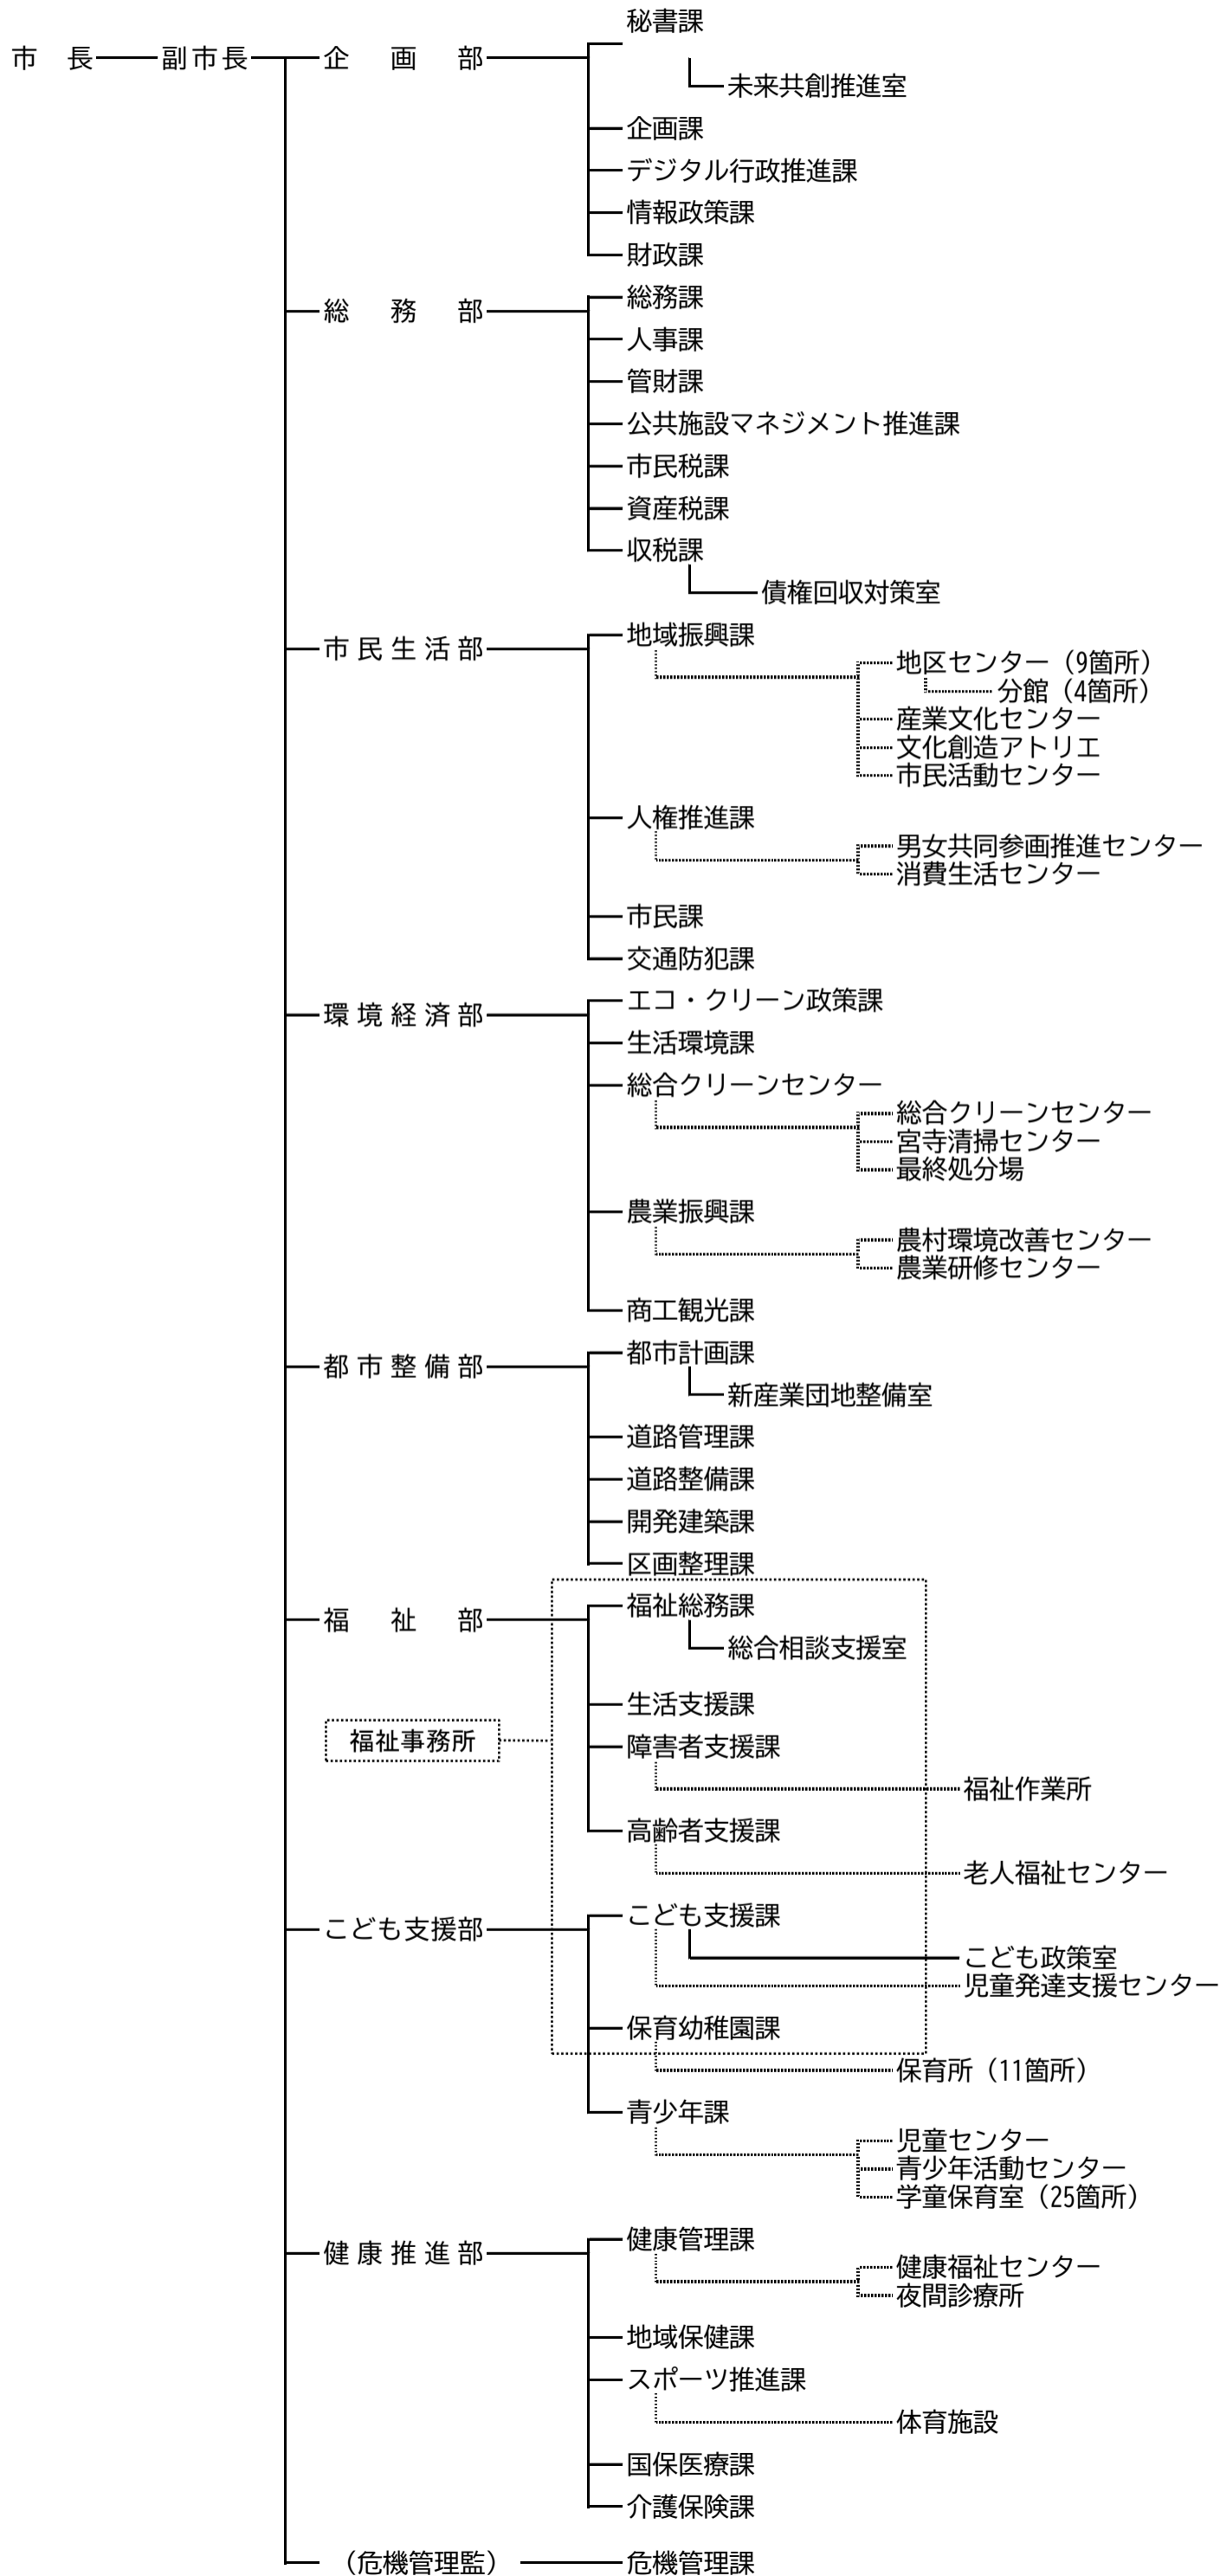 秘書課
市　長 副市長 企　画　部
未来共創推進室
企画課
デジタル行政推進課
情報政策課
財政課
総務課
総　務　部
人事課
管財課
公共施設マネジメント推進課
市民税課
資産税課
収税課
債権回収対策室
地域振興課
市民生活部
地区センター（9箇所）
分館（4箇所）
産業文化センター
文化創造アトリエ
市民活動センター
人権推進課
男女共同参画推進センター
消費生活センター
市民課
交通防犯課
エコ・クリーン政策課
環境経済部
生活環境課
総合クリーンセンター
総合クリーンセンター
宮寺清掃センター
最終処分場
農業振興課
農村環境改善センター
農業研修センター
商工観光課
都市計画課
都市整備部
新産業団地整備室
道路管理課
道路整備課
開発建築課
区画整理課
福祉総務課
福　祉　部
総合相談支援室
生活支援課
福祉事務所
障害者支援課
福祉作業所
高齢者支援課
老人福祉センター
こども支援課
こども支援部
こども政策室
児童発達支援センター
保育幼稚園課
保育所（11箇所）
青少年課
児童センター
青少年活動センター
学童保育室（25箇所）
健康管理課
健康推進部
健康福祉センター
夜間診療所
地域保健課
スポーツ推進課
体育施設
国保医療課
介護保険課
（危機管理監） 危機管理課